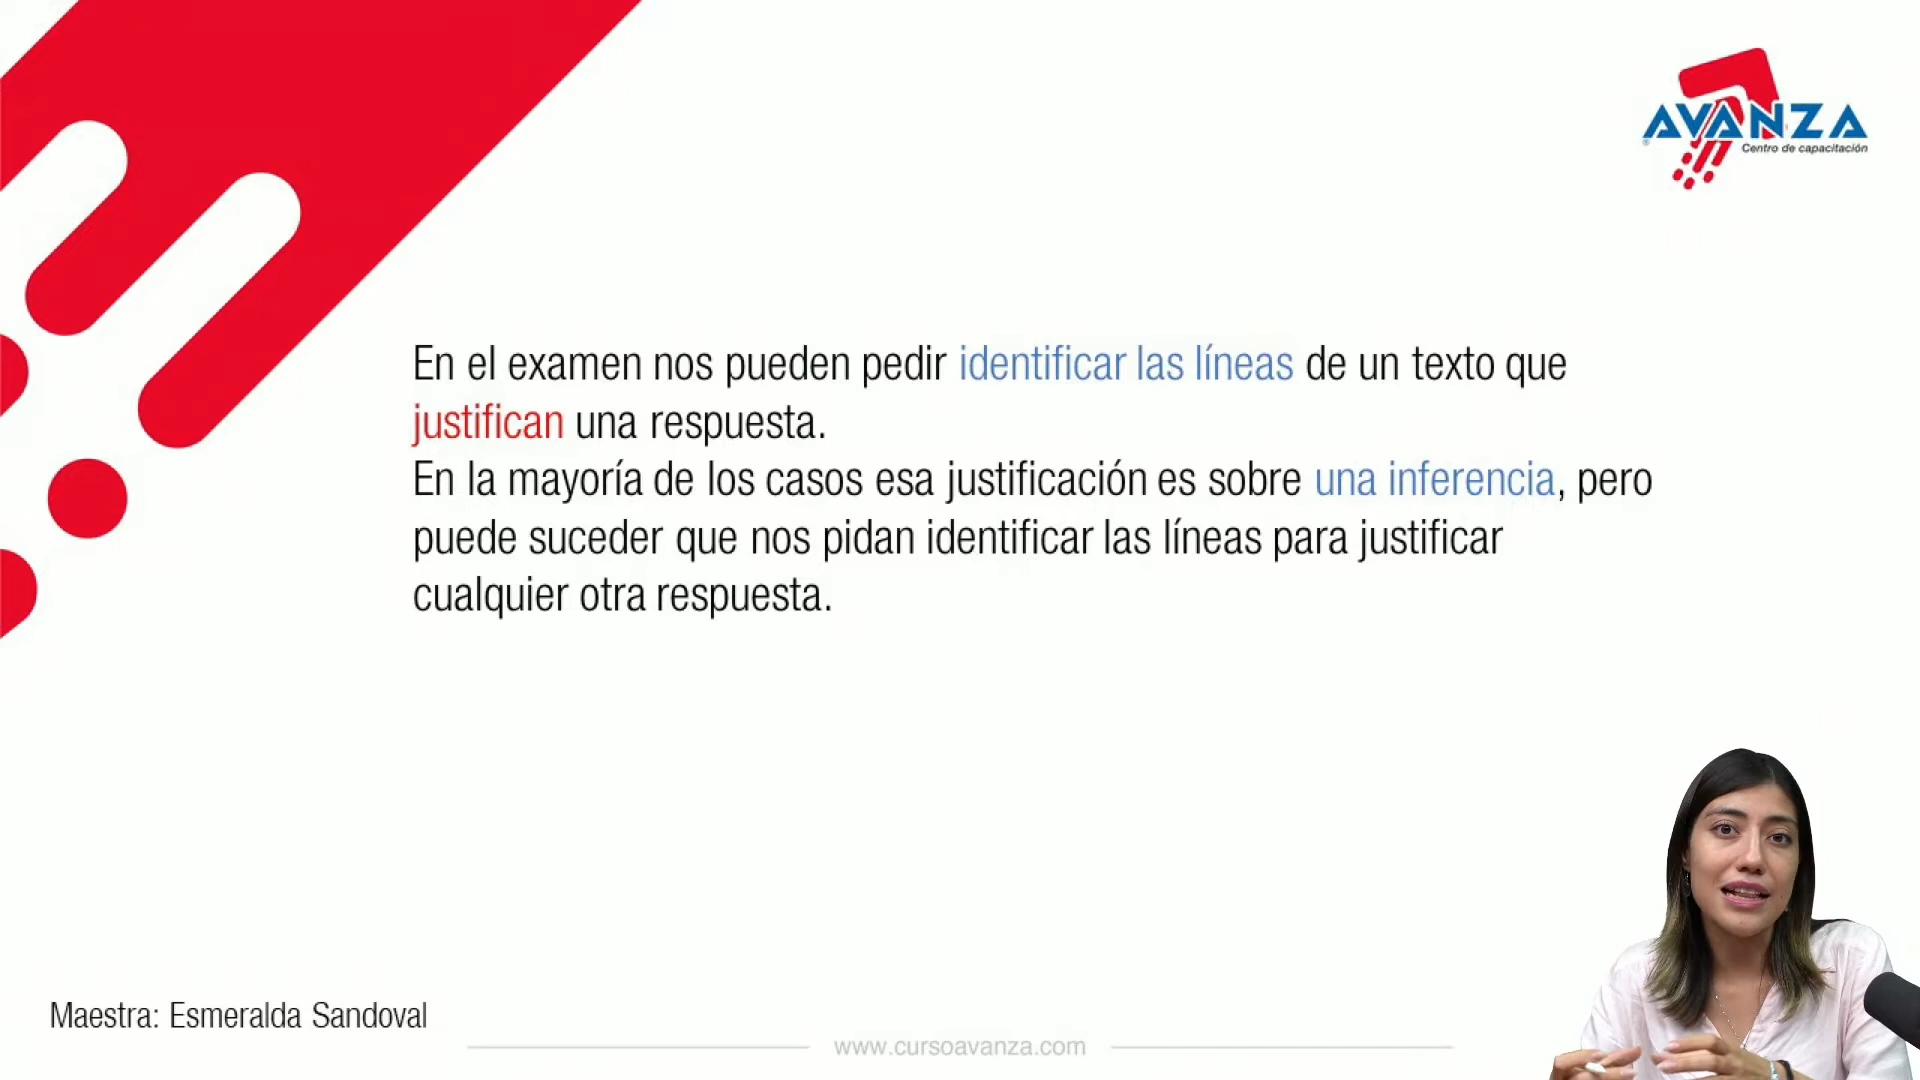 AVANZA
Centro de capacitación
En el examen nos pueden pedir identificar las líneas de un texto que
justifican una respuesta.
En la mayoría de los casos esa justificación es sobre una inferencia, pero
puede suceder que nos pidan identificar las líneas para justificar
cualquier otra respuesta.
Maestra: Esmeralda Sandoval
www.cursoavanza.com